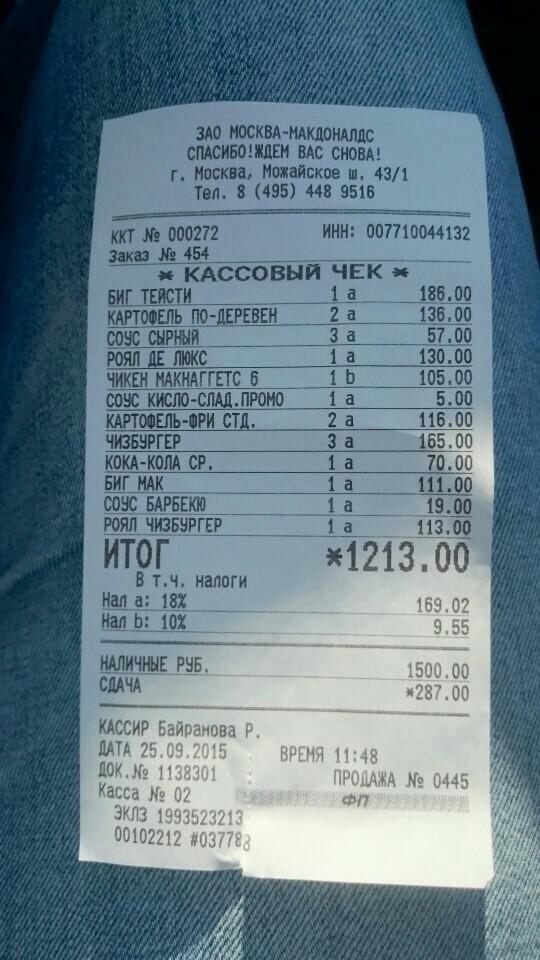 ЗАО МОСКВА-МАКДОНАЛДС
СПАСИБО!ЖДЕМ ВАС СНОВА!
г. Москва, Можайское ш. 43/1
Тел. 8 (495) 448 9516
ККТ № 000272 ИНН: 007710044132
Заказ № 454
* КАССОВЫЙ ЧЕК *
БИГ ТЕЙСТИ 1 a 186.00
КАРТОФЕЛЬ ПО-ДЕРЕВЕН 2 a 136.00
СОУС СЫРНЫЙ 3 a 57.00
РОЯЛ ДЕ ЛЮКС 1 a 130.00
ЧИКЕН МАКНАГГЕТС 6 1 b 105.00
СОУС КИСЛО-СЛАД.ПРОМО 1 a 5.00
КАРТОФЕЛЬ-ФРИ СТД. 2 a 116.00
ЧИЗБУРГЕР 3 a 165.00
КОКА-КОЛА СР. 1 a 70.00
БИГ МАК 1 a 111.00
СОУС БАРБЕКЮ 1 a 19.00
РОЯЛ ЧИЗБУРГЕР 1 a 113.00
ИТОГ *1213.00
В т.ч. налоги
Нал a: 18% 169.02
Нал b: 10% 9.55
НАЛИЧНЫЕ РУБ. 1500.00
СДАЧА *287.00
КАССИР Байрамова Р.
ДАТА 25.09.2015 ВРЕМЯ 11:48
ДОК.№ 1138301 ПРОДАЖА № 0445
Касса № 02 ФП
ЭКЛЗ 1993523213
00102212 #037788